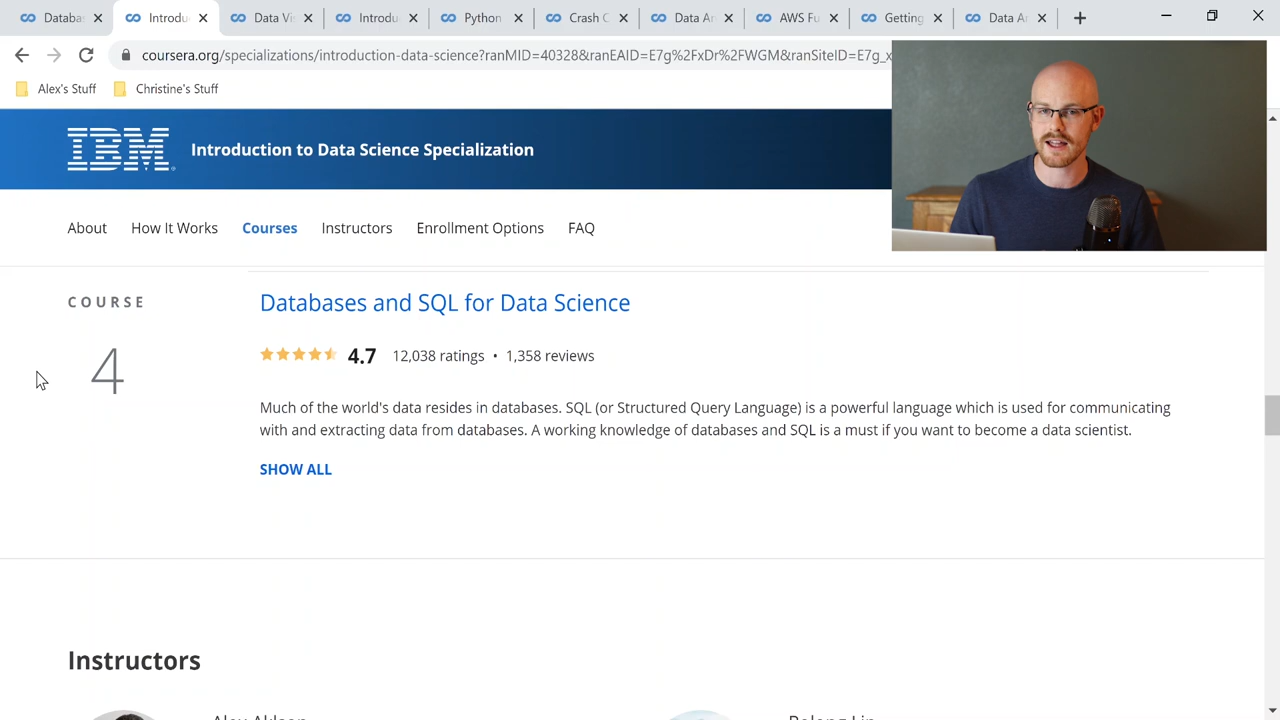 Databas
Introdu
Data Vi
Introdu
Python
Crash C
Data An
AWS Fu
Getting
Data An
coursera.org/specializations/introduction-data-science?ranMID=40328&ranEAID=E7g%2FxDr%2FWGM&ranSiteID=E7g_x
Alex's Stuff
Christine's Stuff
IBM
Introduction to Data Science Specialization
About
How It Works
Courses
Instructors
Enrollment Options
FAQ
COURSE
4
Databases and SQL for Data Science
4.7
12,038 ratings • 1,358 reviews
Much of the world's data resides in databases. SQL (or Structured Query Language) is a powerful language which is used for communicating
with and extracting data from databases. A working knowledge of databases and SQL is a must if you want to become a data scientist.
SHOW ALL
Instructors
Alex Aklson